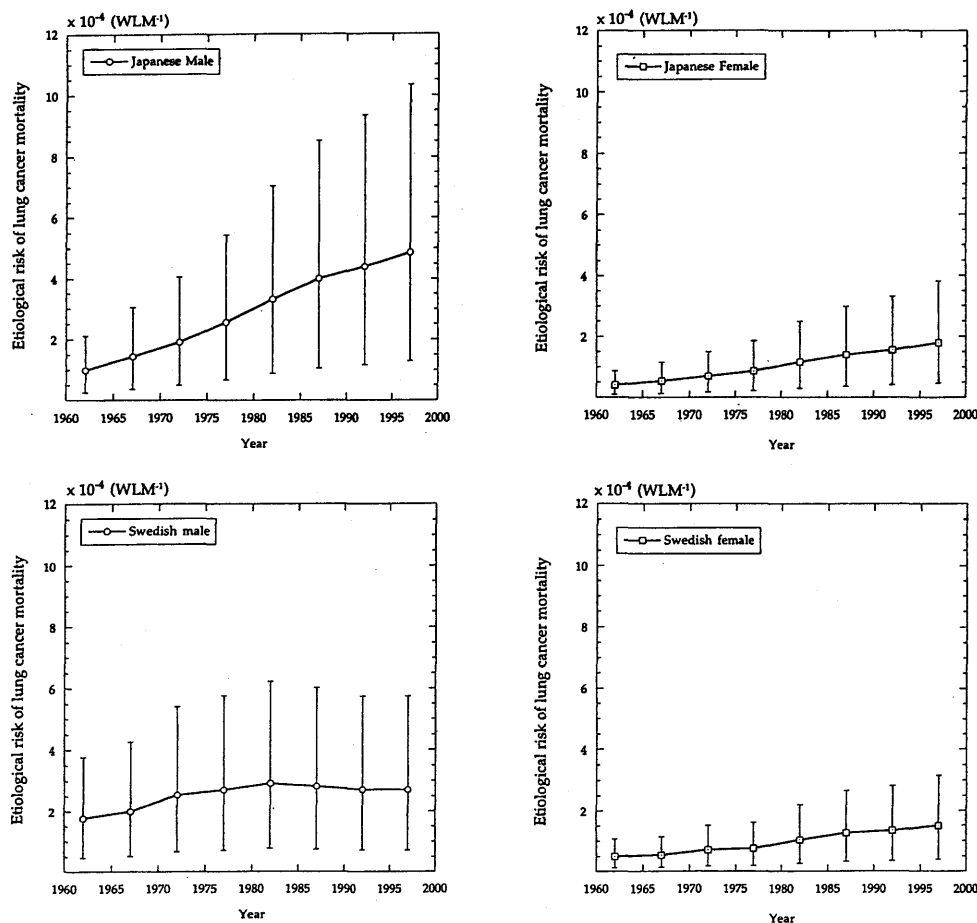 × 10⁻⁴ (WLM⁻¹)
Etiological risk of lung cancer mortality
12
10
8
6
4
2
Japanese Male
1960 1965 1970 1975 1980 1985 1990 1995 2000
Year
× 10⁻⁴ (WLM⁻¹)
Etiological risk of lung cancer mortality
12
10
8
6
4
2
Japanese Female
1960 1965 1970 1975 1980 1985 1990 1995 2000
Year
× 10⁻⁴ (WLM⁻¹)
Etiological risk of lung cancer mortality
12
10
8
6
4
2
Swedish male
1960 1965 1970 1975 1980 1985 1990 1995 2000
Year
× 10⁻⁴ (WLM⁻¹)
Etiological risk of lung cancer mortality
12
10
8
6
4
2
Swedish female
1960 1965 1970 1975 1980 1985 1990 1995 2000
Year